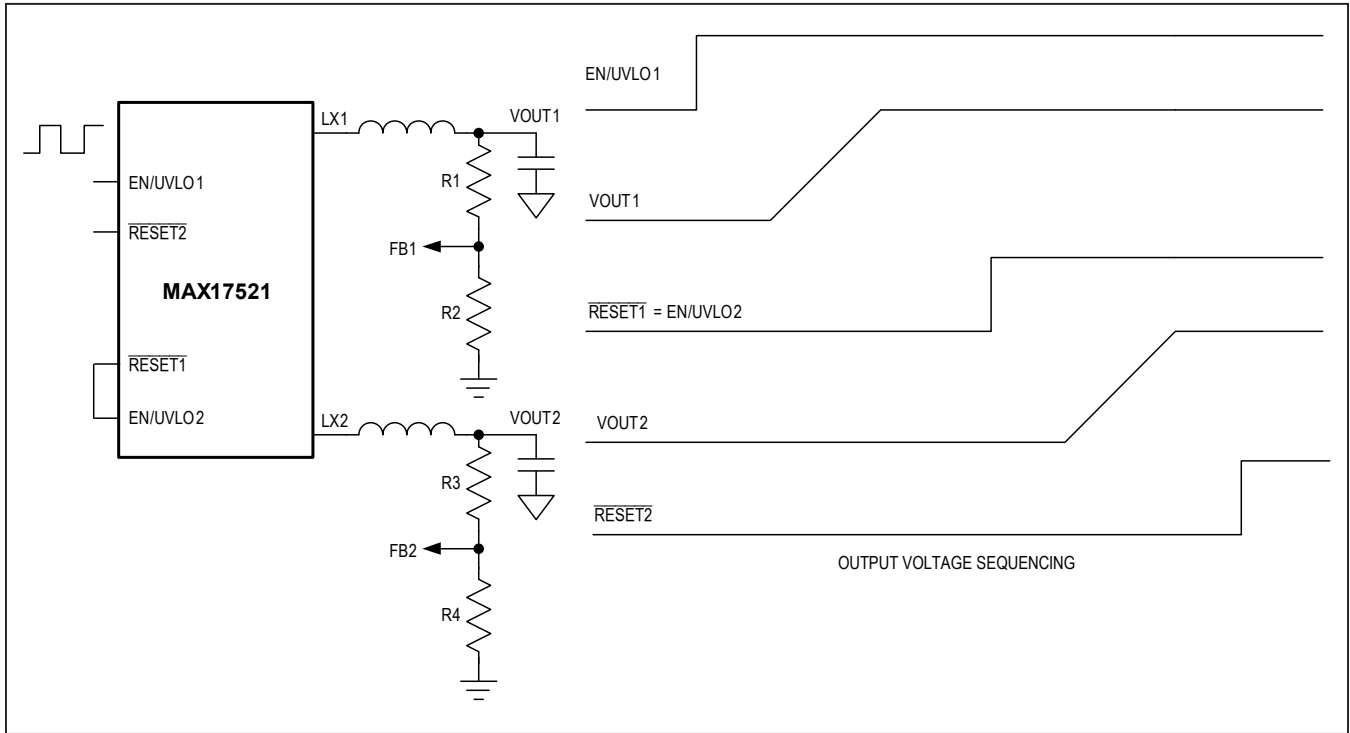 EN/UVLO1
RESET2
MAX17521
RESET1
EN/UVLO2
LX1
VOUT1
R1
FB1
R2
LX2
VOUT2
R3
FB2
R4
EN/UVLO1
VOUT1
RESET1 = EN/UVLO2
VOUT2
RESET2
OUTPUT VOLTAGE SEQUENCING